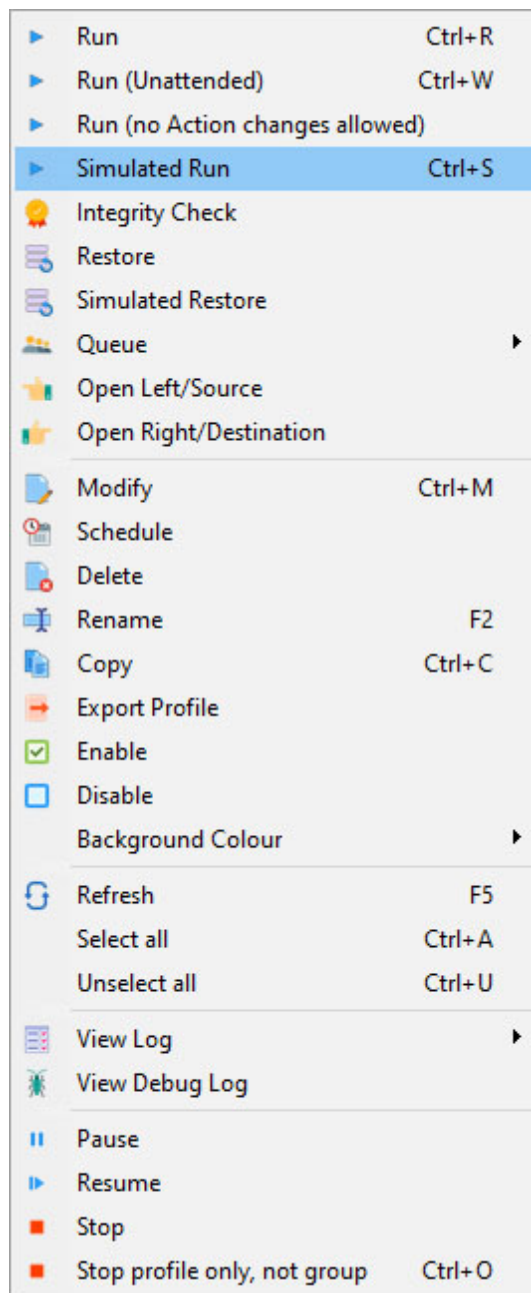 Run Ctrl+R
Run (Unattended) Ctrl+W
Run (no Action changes allowed)
Simulated Run Ctrl+S
Integrity Check
Restore
Simulated Restore
Queue
Open Left/Source
Open Right/Destination
Modify Ctrl+M
Schedule
Delete
Rename F2
Copy Ctrl+C
Export Profile
Enable
Disable
Background Colour
Refresh F5
Select all Ctrl+A
Unselect all Ctrl+U
View Log
View Debug Log
Pause
Resume
Stop
Stop profile only, not group Ctrl+O